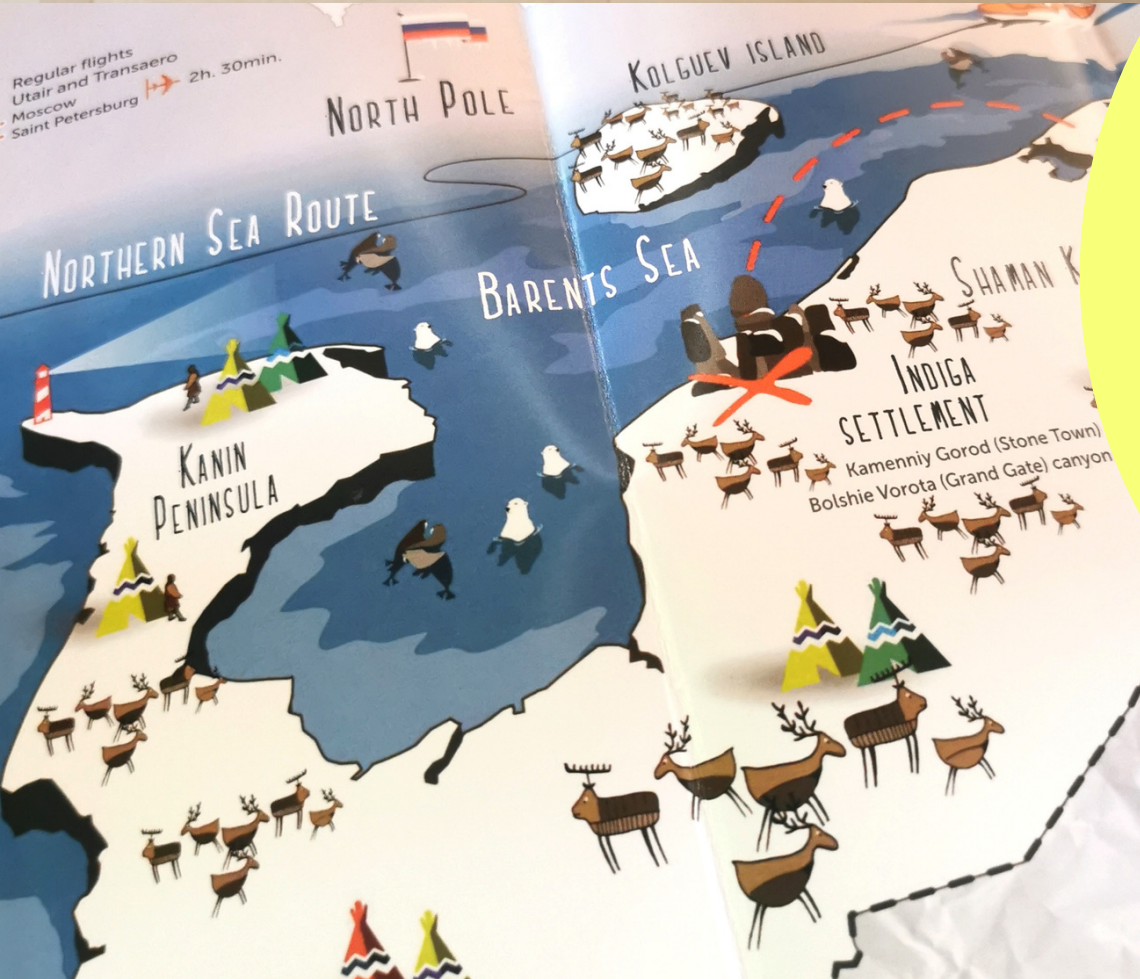 Regular flights
Utair and Transaero
Moscow
Saint Petersburg
2h. 30min.
NORTH POLE
KOLGUEV ISLAND
NORTHERN SEA ROUTE
BARENTS SEA
SHAMAN
INDIGA
SETTLEMENT
Kamenniy Gorod (Stone Town)
Bolshie Vorota (Grand Gate) canyon
KANIN
PENINSULA